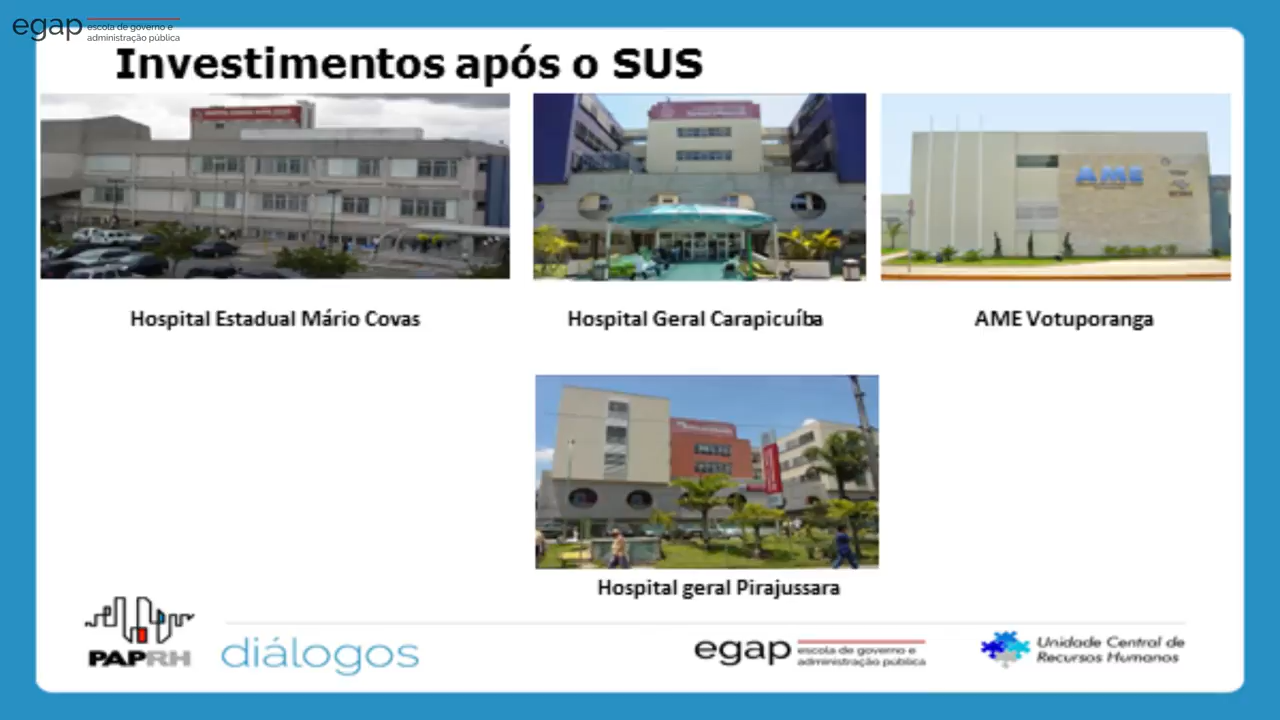 egap escola de governo e
administração pública
Investimentos após o SUS
AME
Hospital Estadual Mário Covas
Hospital Geral Carapicuíba
AME Votuporanga
Hospital geral Pirajussara
PAPRH
diálogos
egap escola de governo e
administração pública
Unidade Central de
Recursos Humanos